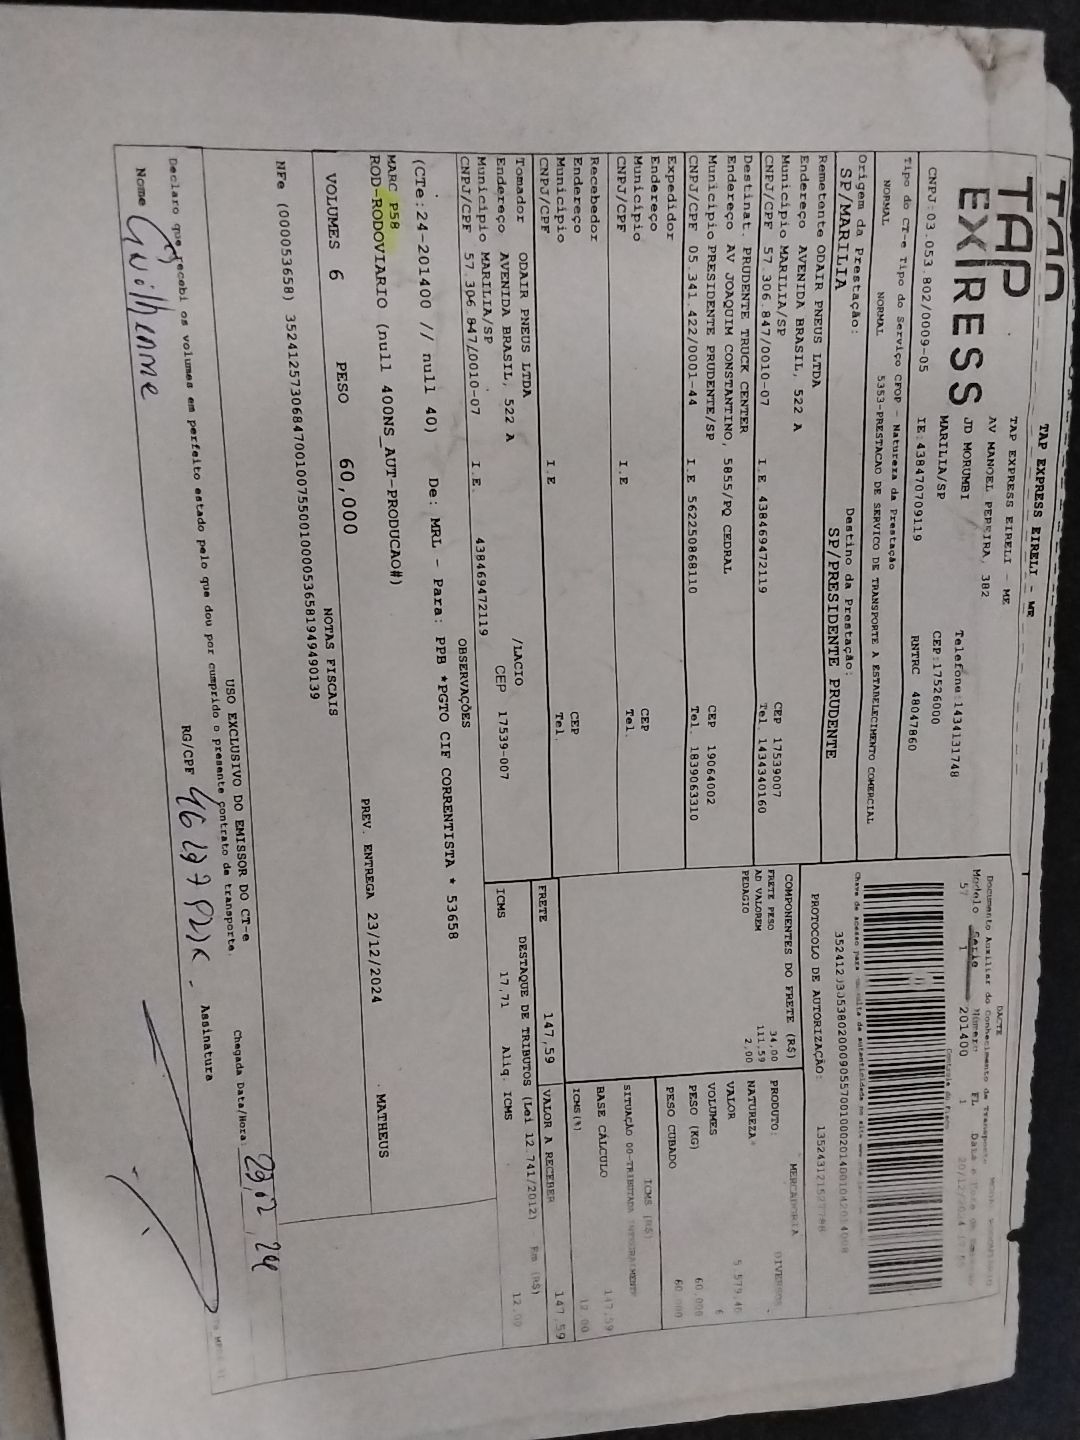 TAP EXPRESS EIRELI - ME
TAP EXPRESS
TAP EXPRESS EIRELI - ME
AV MANOEL PEREIRA, 382
JD MORUMBI
MARILIA/SP
Telefone:1434131748
CEP:17526000
CNPJ:03.053.802/0009-05 IE:438470709119 RNTRC 48047860
Tipo do CT-e Tipo do Serviço CFOP - Natureza da Prestação
NORMAL NORMAL 5353-PRESTACAO DE SERVICO DE TRANSPORTE A ESTABELECIMENTO COMERCIAL
Origem da Prestação: Destino da Prestação:
SP/MARILIA SP/PRESIDENTE PRUDENTE
DACTE
Documento Auxiliar do Conhecimento de Transporte
Modelo Serie Número FL
57 1 201400 1
PROTOCOLO DE AUTORIZAÇÃO:
Remetente ODAIR PNEUS LTDA
Endereço AVENIDA BRASIL, 522 A
Município MARILIA/SP CEP 17539007
CNPJ/CPF 57.306.847/0010-07 I.E. 438469472119 Tel. 1434340160
Destinat. PRUDENTE TRUCK CENTER
Endereço AV JOAQUIM CONSTANTINO, 5855/PQ CEDRAL
Município PRESIDENTE PRUDENTE/SP CEP 19064002
CNPJ/CPF 05.341.422/0001-44 I.E 562250868110 Tel. 1839063310
Expedidor
Endereço
Município CEP
CNPJ/CPF I.E Tel.
Recebedor
Endereço
Município CEP
CNPJ/CPF I.E Tel.
Tomador ODAIR PNEUS LTDA /LACIO
Endereço AVENIDA BRASIL, 522 A CEP 17539-007
Município MARILIA/SP
CNPJ/CPF 57.306.847/0010-07 I.E. 438469472119
COMPONENTES DO FRETE (R$)
FRETE PESO 34,00
AD VALOREM 111,59
PEDAGIO 2,00
MERCADORIA
PRODUTO: DIVERSOS
NATUREZA
VALOR 5.579,40
VOLUMES 6
PESO (KG) 60.000
PESO CUBADO 60.000
ICMS (R$)
SITUAÇÃO 00-TRIBUTADA INTEGRALMENTE
BASE CÁLCULO 147,59
ICMS(%) 12.00
FRETE 147,59 VALOR A RECEBER 147,59
DESTAQUE DE TRIBUTOS (Lei 12.741/2012) - Em (R$)
ICMS 17,71 Aliq. ICMS 12.00
OBSERVAÇÕES
(CTe:24-201400 // null 40) De: MRL - Para: PPB *PGTO CIF CORRENTISTA * 53658
MARC P58
ROD-RODOVIARIO (null 400NS_AUT-PRODUCAO#)
MATHEUS
PREV. ENTREGA 23/12/2024
VOLUMES 6 PESO 60,000
NOTAS FISCAIS
NFe (000053658) 35241257306847001007550010000536581949490139
USO EXCLUSIVO DO EMISSOR DO CT-e
Declaro que recebi os volumes em perfeito estado pelo que dou por cumprido o presente contrato de transporte.
Chegada Data/Hora:
Nome Guilherme RG/CPF Assinatura